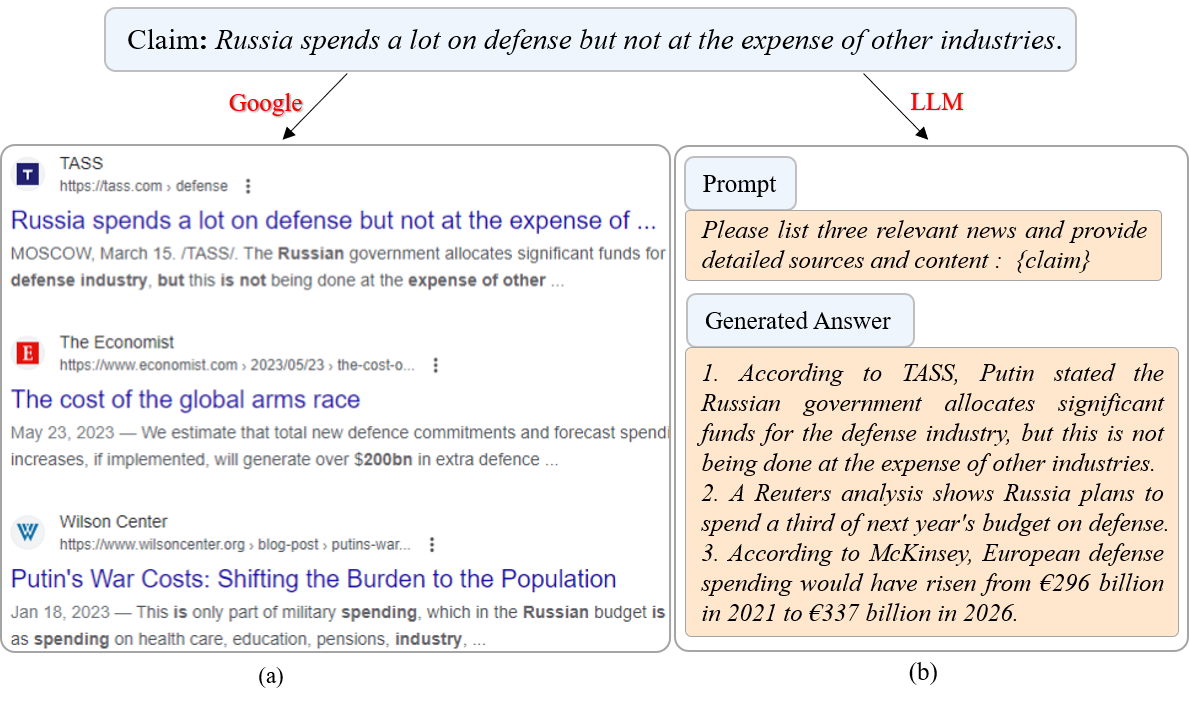 Claim: Russia spends a lot on defense but not at the expense of other industries.
Google
LLM
T
TASS
https://tass.com › defense
Russia spends a lot on defense but not at the expense of ...
MOSCOW, March 15. /TASS/. The Russian government allocates significant funds for
defense industry, but this is not being done at the expense of other ...
E
The Economist
https://www.economist.com › 2023/05/23 › the-cost-o...
The cost of the global arms race
May 23, 2023 — We estimate that total new defence commitments and forecast spendi
increases, if implemented, will generate over $200bn in extra defence ...
W
Wilson Center
https://www.wilsoncenter.org › blog-post › putins-war...
Putin's War Costs: Shifting the Burden to the Population
Jan 18, 2023 — This is only part of military spending, which in the Russian budget is
as spending on health care, education, pensions, industry, ...
(a)
Prompt
Please list three relevant news and provide
detailed sources and content : {claim}
Generated Answer
1. According to TASS, Putin stated the
Russian government allocates significant
funds for the defense industry, but this is not
being done at the expense of other industries.
2. A Reuters analysis shows Russia plans to
spend a third of next year's budget on defense.
3. According to McKinsey, European defense
spending would have risen from €296 billion
in 2021 to €337 billion in 2026.
(b)